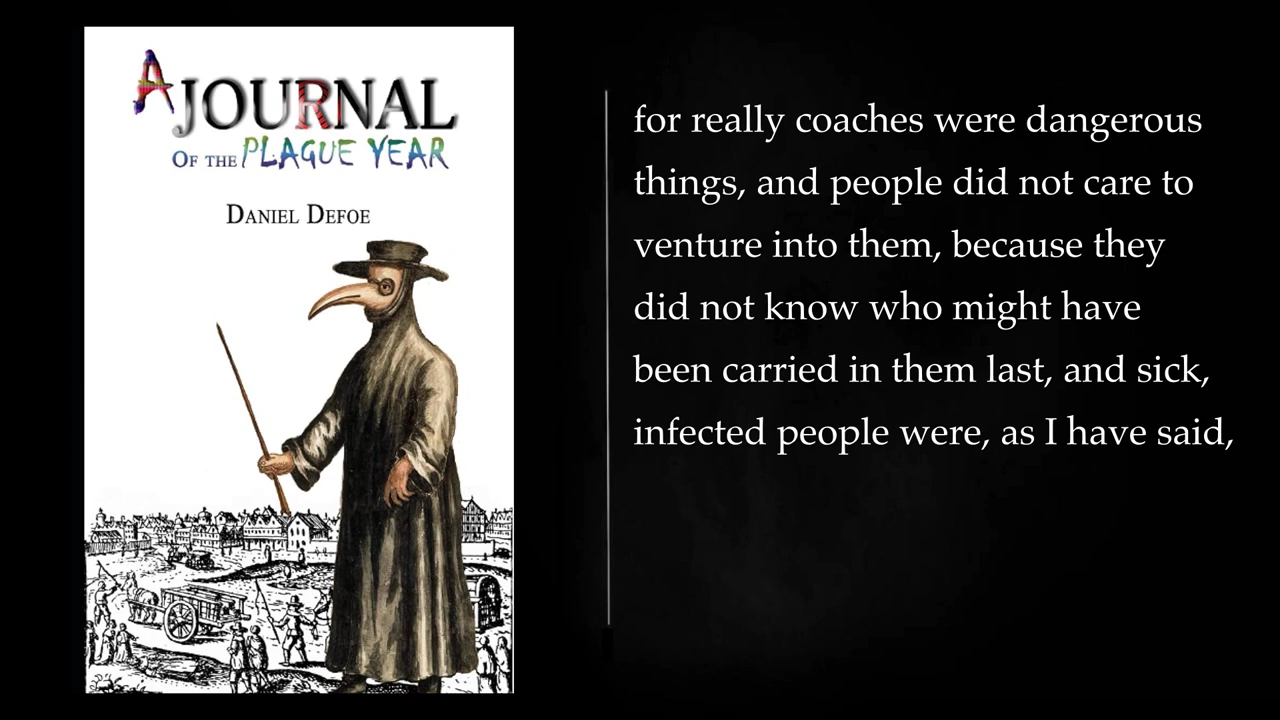 A JOURNAL
OF THE PLAGUE YEAR
DANIEL DEFOE
for really coaches were dangerous
things, and people did not care to
venture into them, because they
did not know who might have
been carried in them last, and sick,
infected people were, as I have said,